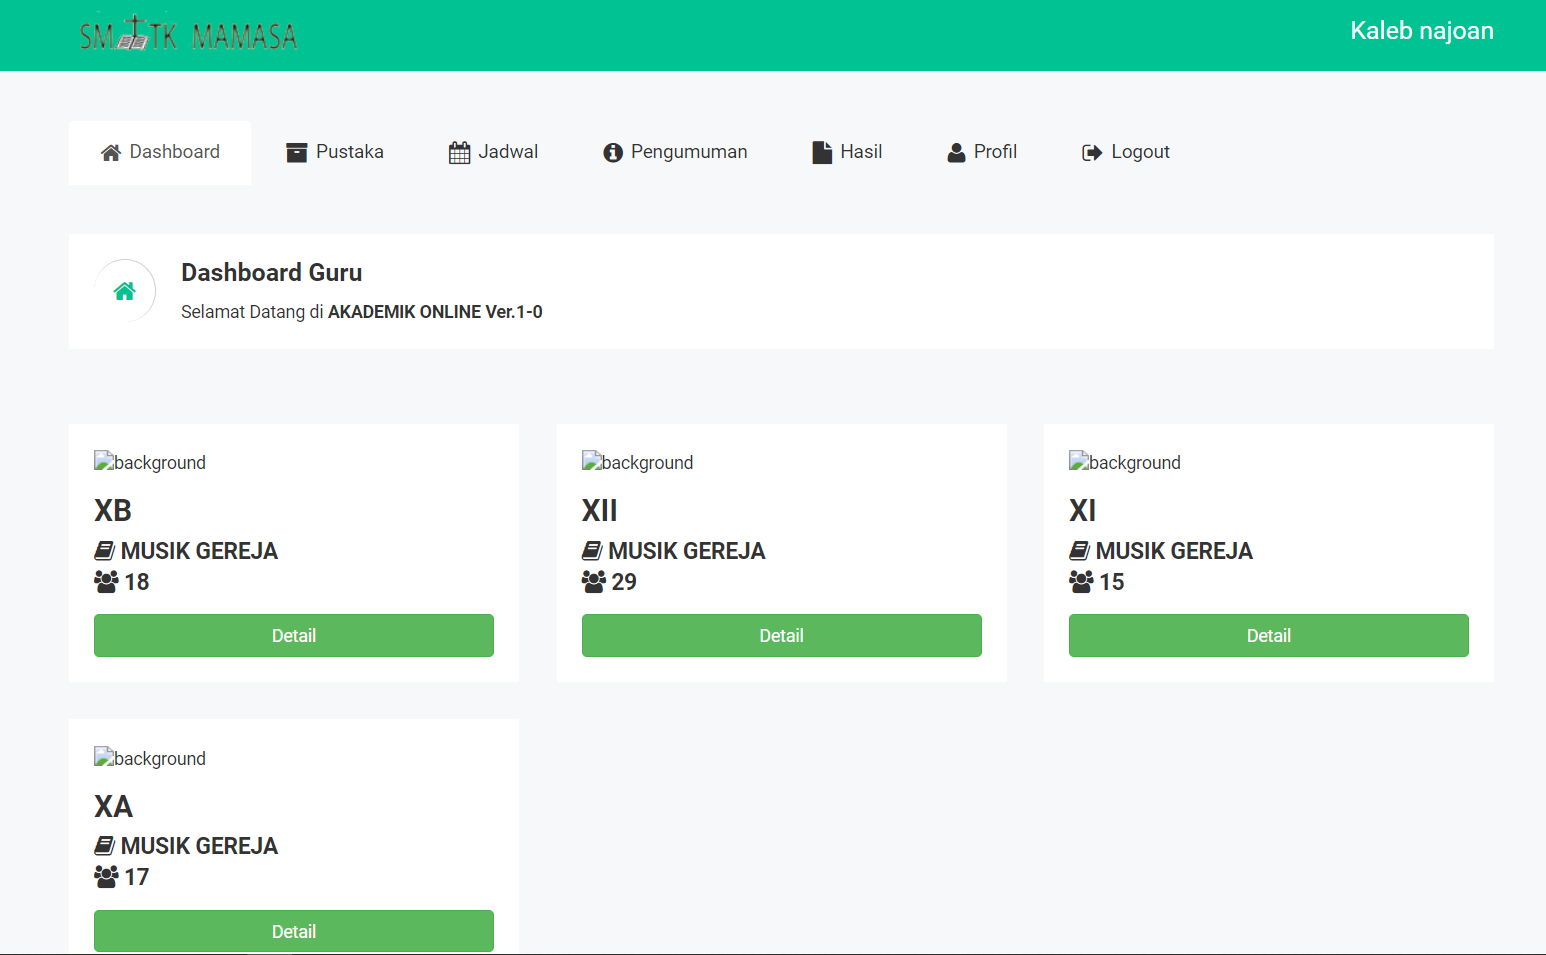 SM TK MAMASA
Kaleb najoan
Dashboard
Pustaka
Jadwal
Pengumuman
Hasil
Profil
Logout
Dashboard Guru
Selamat Datang di AKADEMIK ONLINE Ver.1-0
background
XB
MUSIK GEREJA
18
Detail
background
XII
MUSIK GEREJA
29
Detail
background
XI
MUSIK GEREJA
15
Detail
background
XA
MUSIK GEREJA
17
Detail